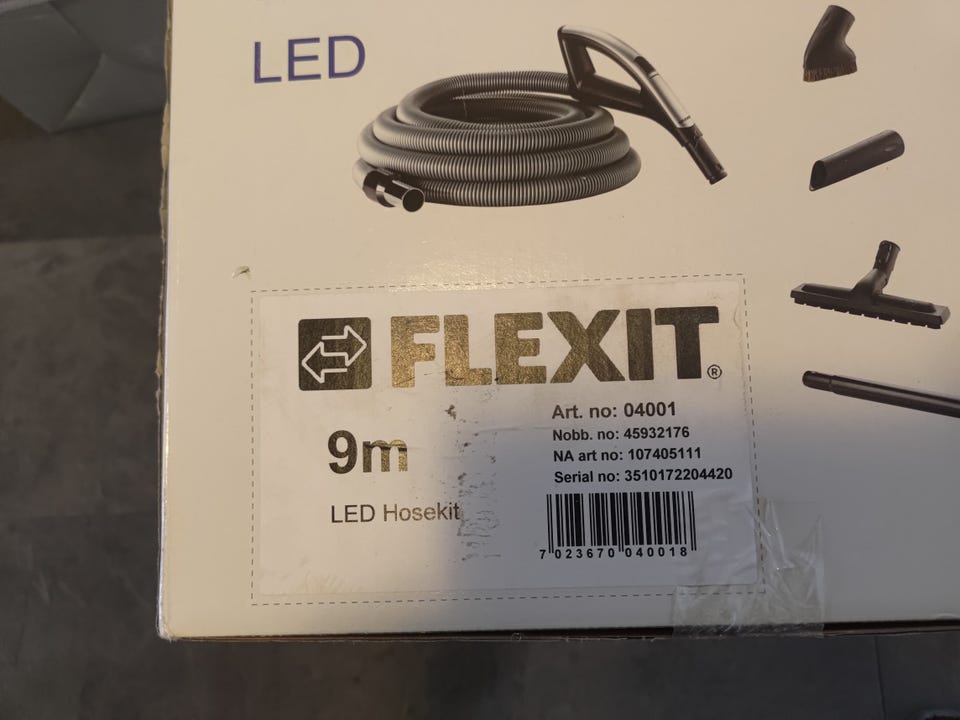 LED
FLEXIT®
9m
LED Hosekit
Art. no: 04001
Nobb. no: 45932176
NA art no: 107405111
Serial no: 3510172204420
7 023670 040018